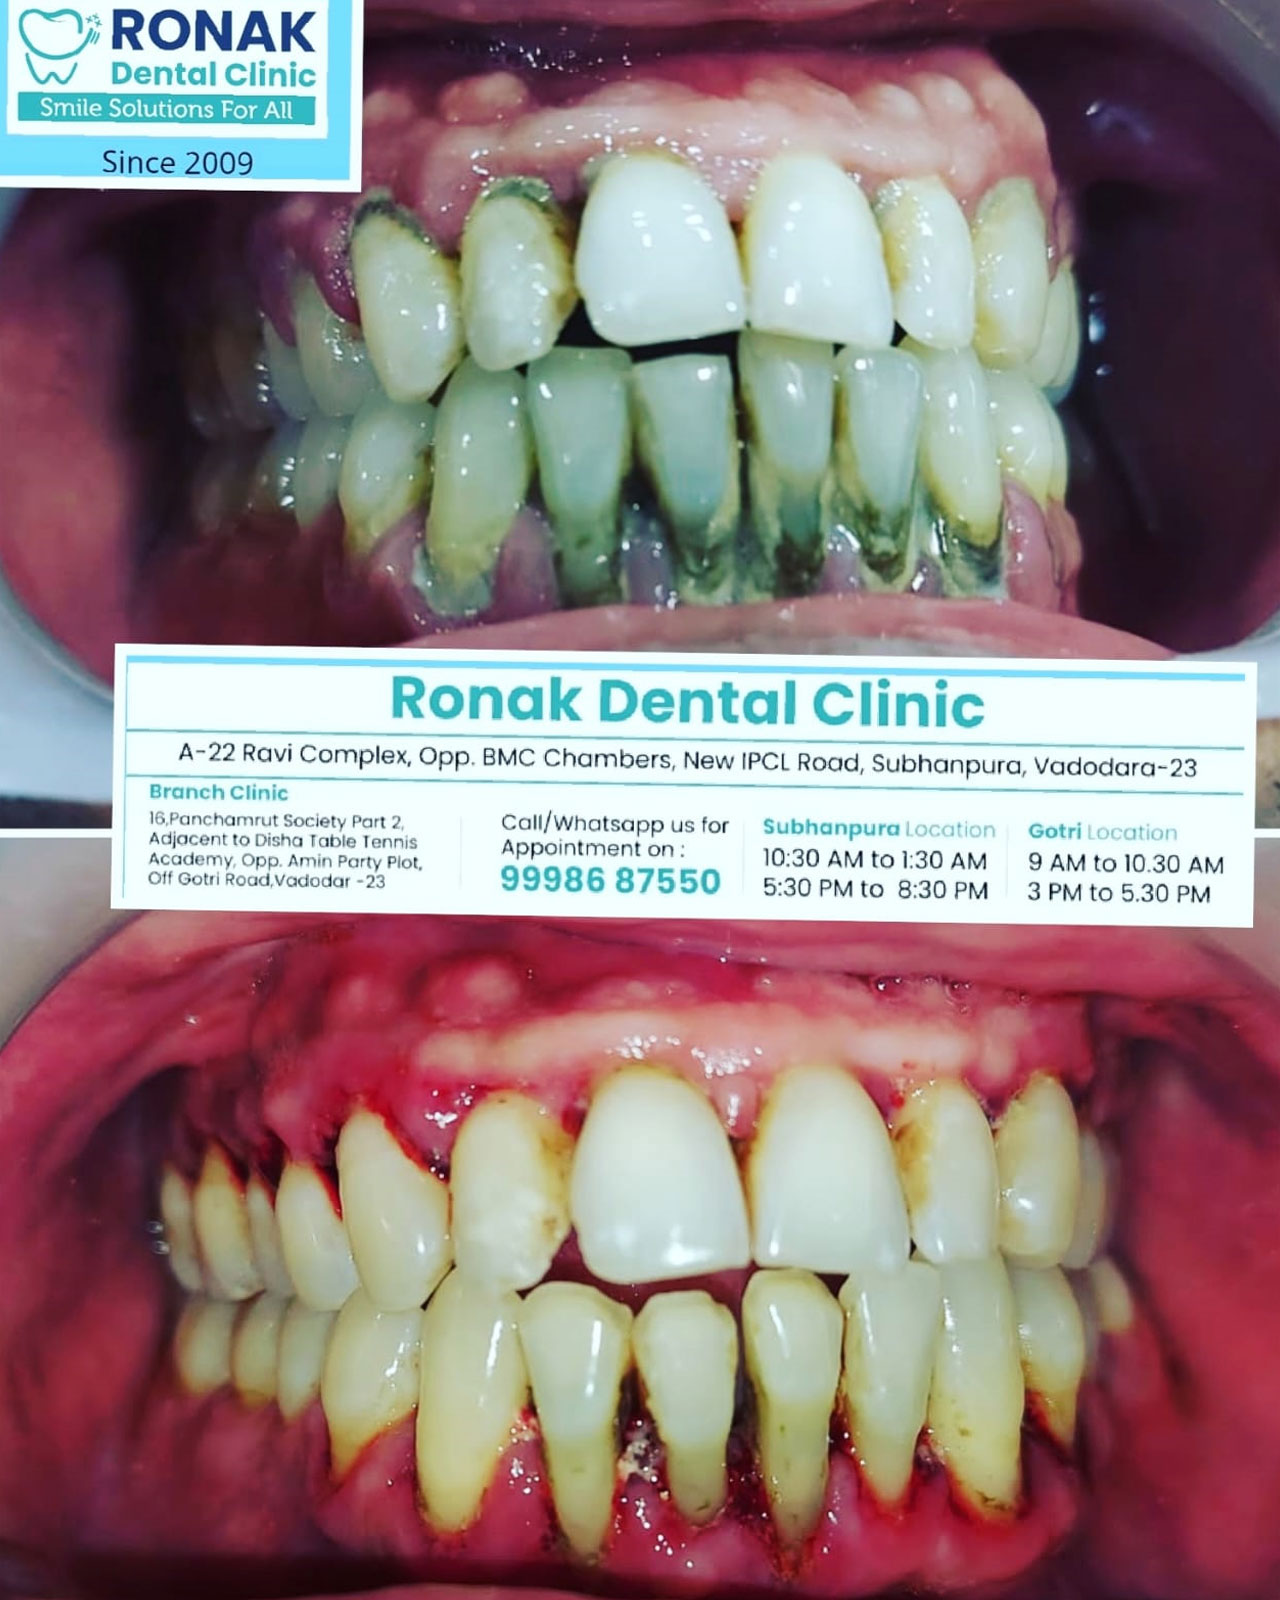 RONAK
Dental Clinic
Smile Solutions For All
Since 2009
Ronak Dental Clinic
A-22 Ravi Complex, Opp. BMC Chambers, New IPCL Road, Subhanpura, Vadodara-23
Branch Clinic
16,Panchamrut Society Part 2,
Adjacent to Disha Table Tennis
Academy, Opp. Amin Party Plot,
Off Gotri Road,Vadodar -23
Call/Whatsapp us for
Appointment on :
99986 87550
Subhanpura Location
10:30 AM to 1:30 AM
5:30 PM to 8:30 PM
Gotri Location
9 AM to 10.30 AM
3 PM to 5.30 PM